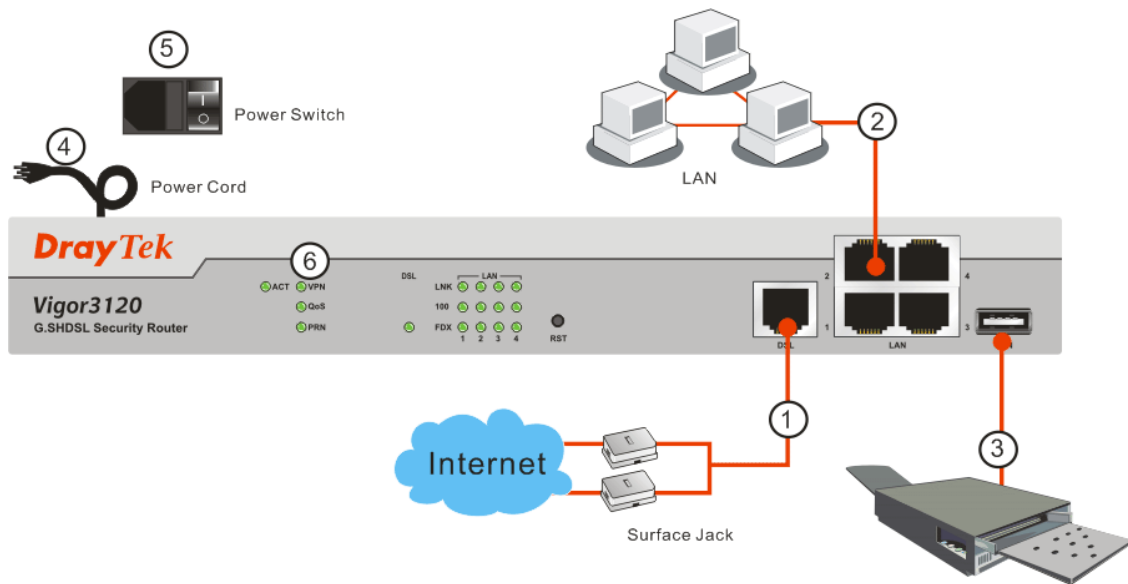 5
Power Switch
4
Power Cord
LAN
2
DrayTek
Vigor3120
G.SHDSL Security Router
6
ACT VPN
QoS
PRN
DSL
LAN
LNK
100
FDX
1 2 3 4
RST
DSL
2 4
1 3
LAN
1
Internet
Surface Jack
3